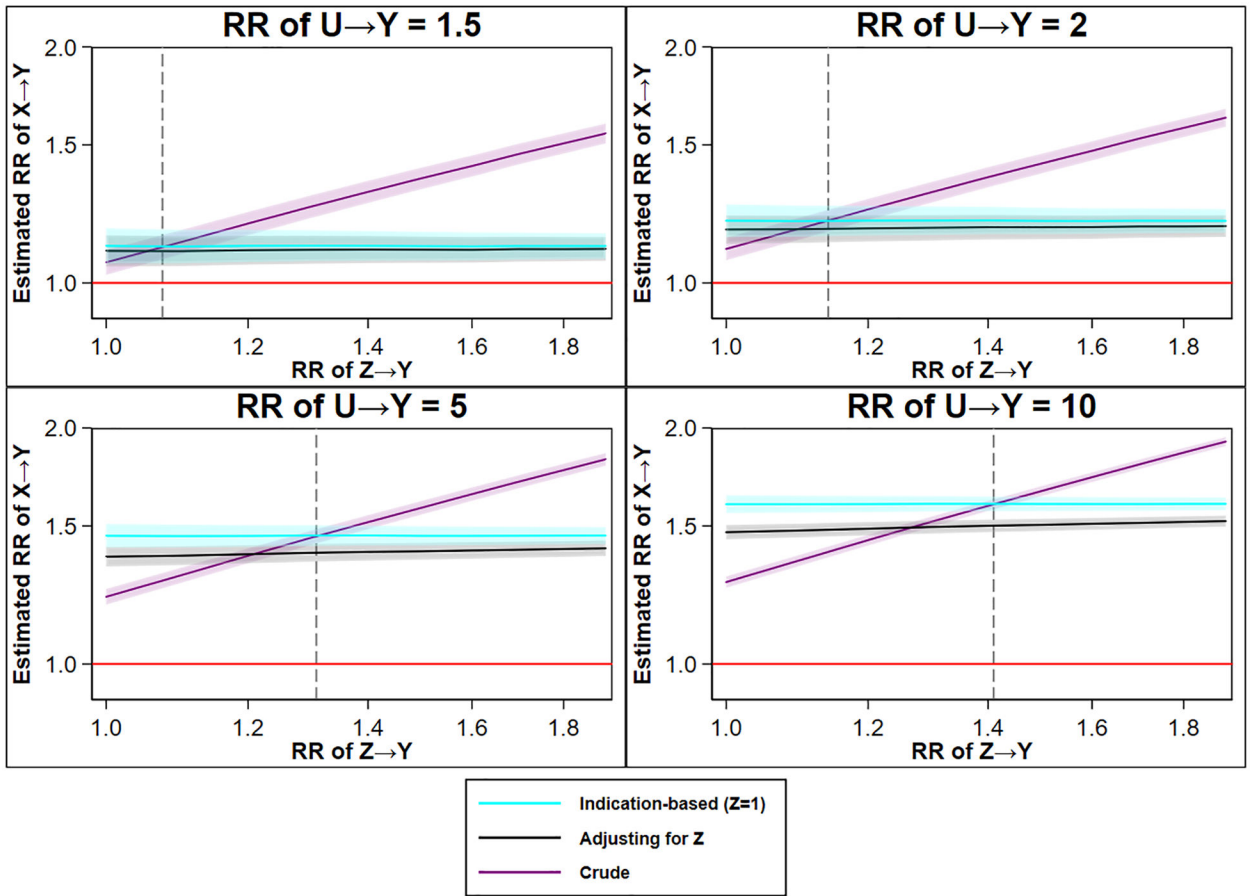 RR of U→Y = 1.5
2.0
1.5
1.0
Estimated RR of X→Y
1.0
1.2
1.4
1.6
1.8
RR of Z→Y
RR of U→Y = 2
2.0
1.5
1.0
Estimated RR of X→Y
1.0
1.2
1.4
1.6
1.8
RR of Z→Y
RR of U→Y = 5
2.0
1.5
1.0
Estimated RR of X→Y
1.0
1.2
1.4
1.6
1.8
RR of Z→Y
RR of U→Y = 10
2.0
1.5
1.0
Estimated RR of X→Y
1.0
1.2
1.4
1.6
1.8
RR of Z→Y
Indication-based (Z=1)
Adjusting for Z
Crude